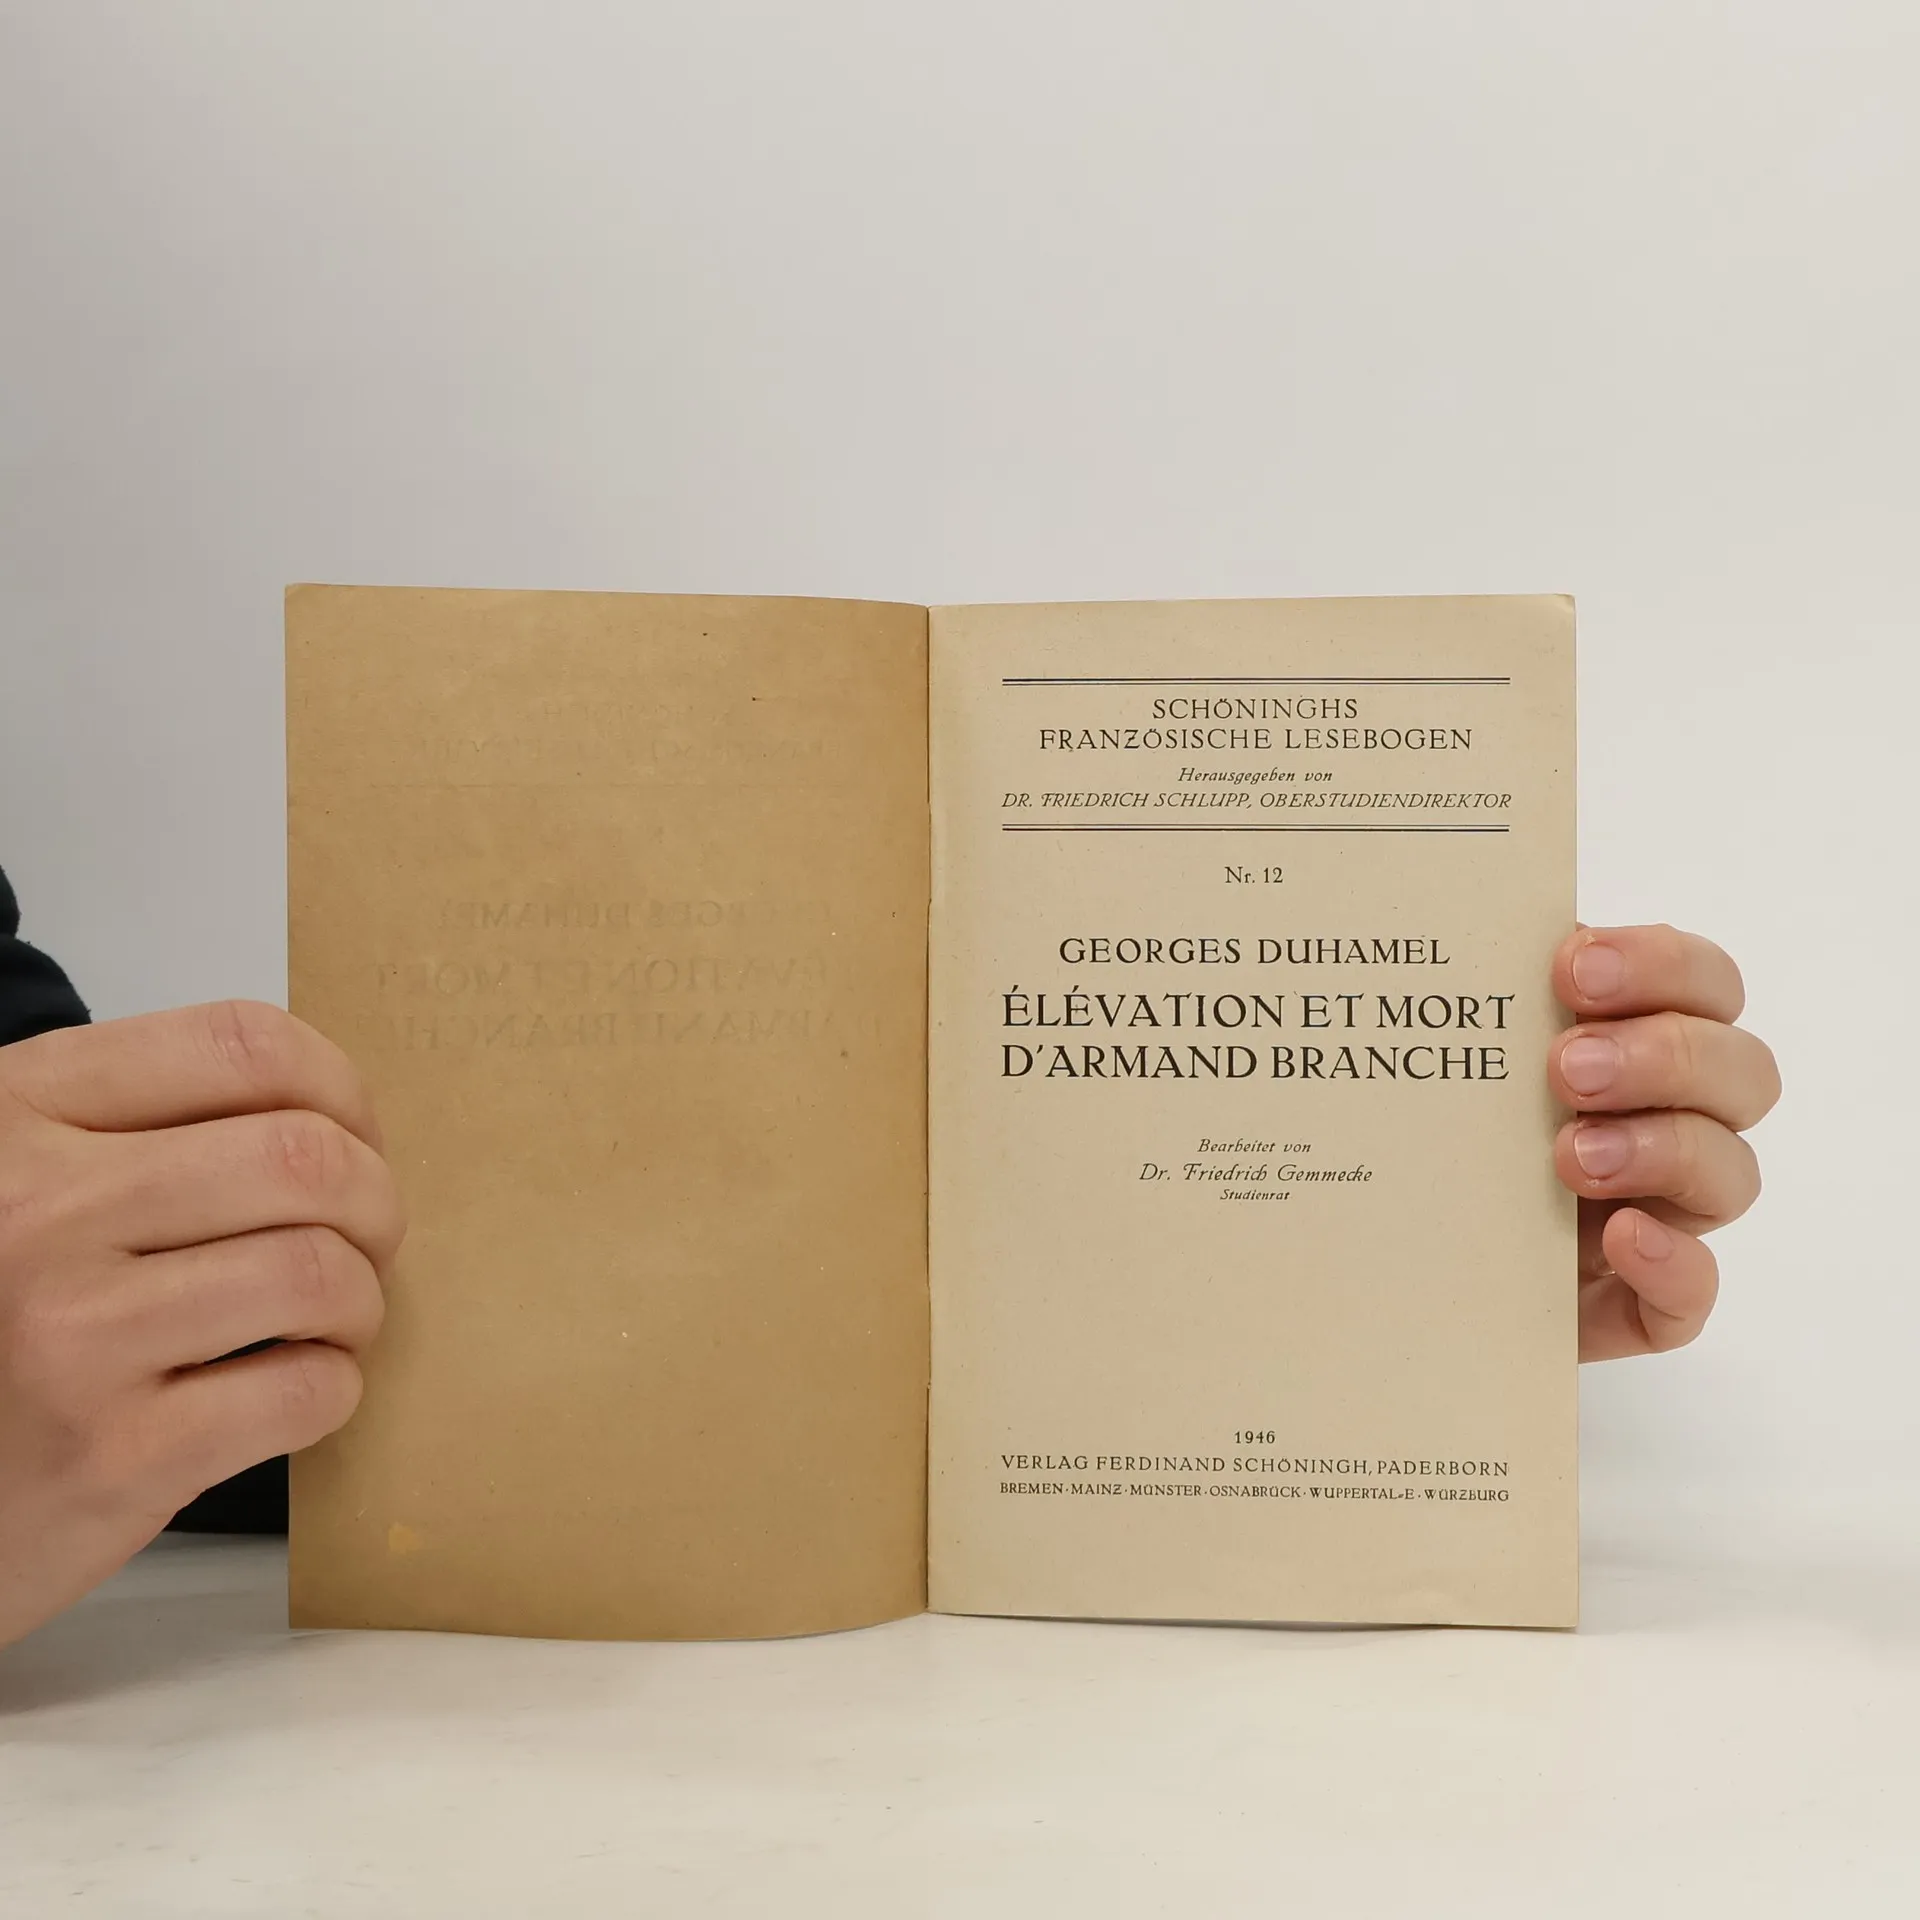 SCHÖNINGHS
FRANZÖSISCHE LESEBOGEN
Herausgegeben von
DR. FRIEDRICH SCHLUPP, OBERSTUDIENDIREKTOR
Nr. 12
GEORGES DUHAMEL
ÉLÉVATION ET MORT
D'ARMAND BRANCHE
Bearbeitet von
Dr. Friedrich Gemmecke
Studienrat
1946
VERLAG FERDINAND SCHÖNINGH, PADERBORN
BREMEN · MAINZ · MÜNSTER · OSNABRÜCK · WUPPERTAL-E · WÜRZBURG